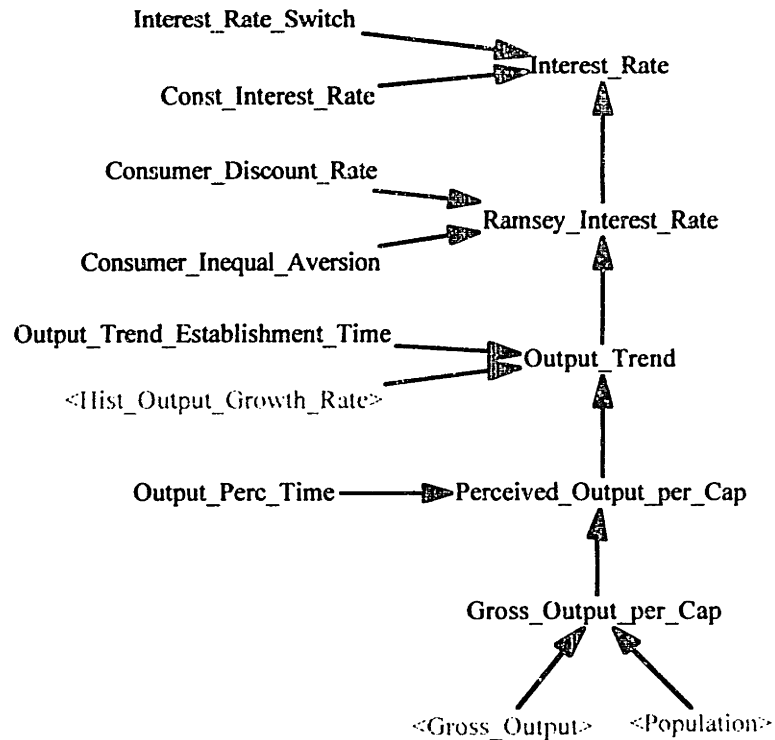 Interest_Rate_Switch
Interest_Rate
Const_Interest_Rate
Consumer_Discount_Rate
Ramsey_Interest_Rate
Consumer_Inequal_Aversion
Output_Trend_Establishment_Time
Output_Trend
<Hist_Output_Growth_Rate>
Output_Perc_Time
Perceived_Output_per_Cap
Gross_Output_per_Cap
<Gross_Output>
<Population>